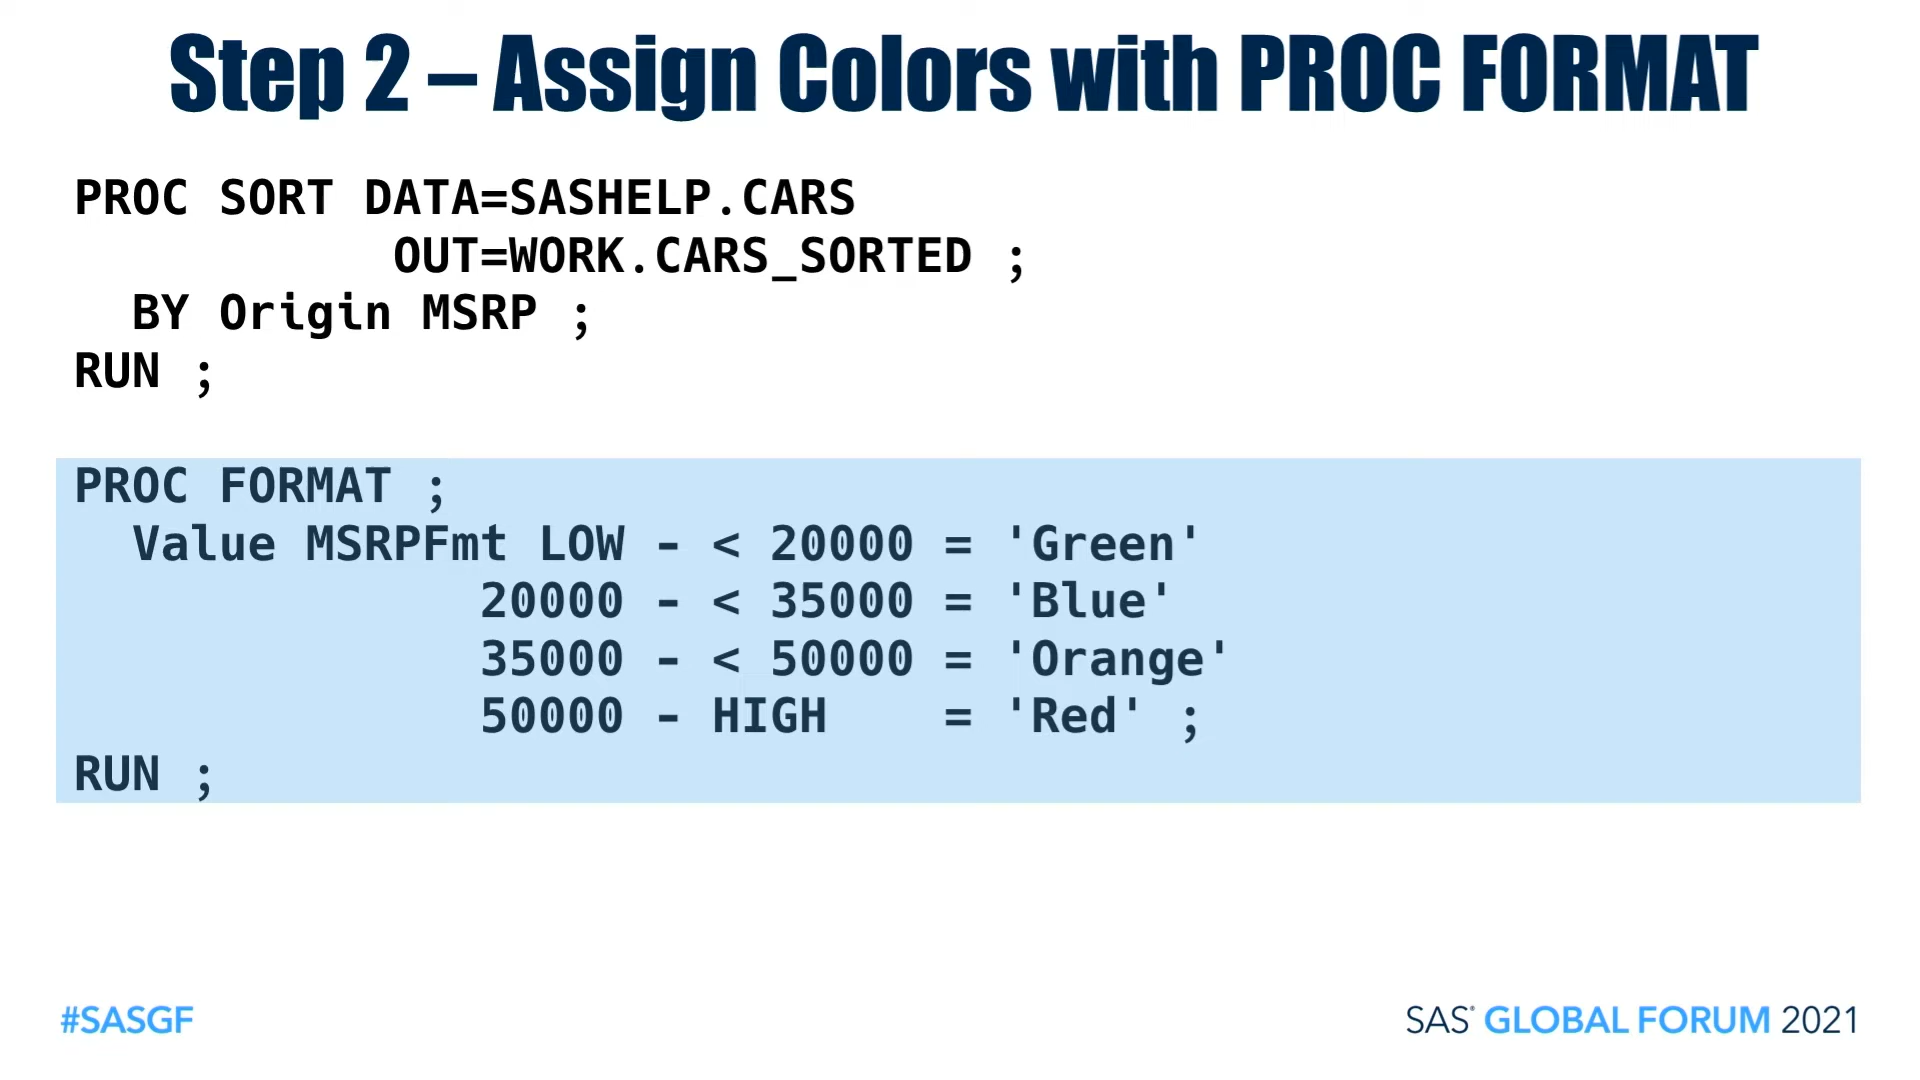 Step 2 – Assign Colors with PROC FORMAT
PROC SORT DATA=SASHELP.CARS
OUT=WORK.CARS_SORTED ;
BY Origin MSRP ;
RUN ;
PROC FORMAT ;
Value MSRPFmt LOW - < 20000 = 'Green'
20000 - < 35000 = 'Blue'
35000 - < 50000 = 'Orange'
50000 - HIGH = 'Red' ;
RUN ;
#SASGF
SAS® GLOBAL FORUM 2021